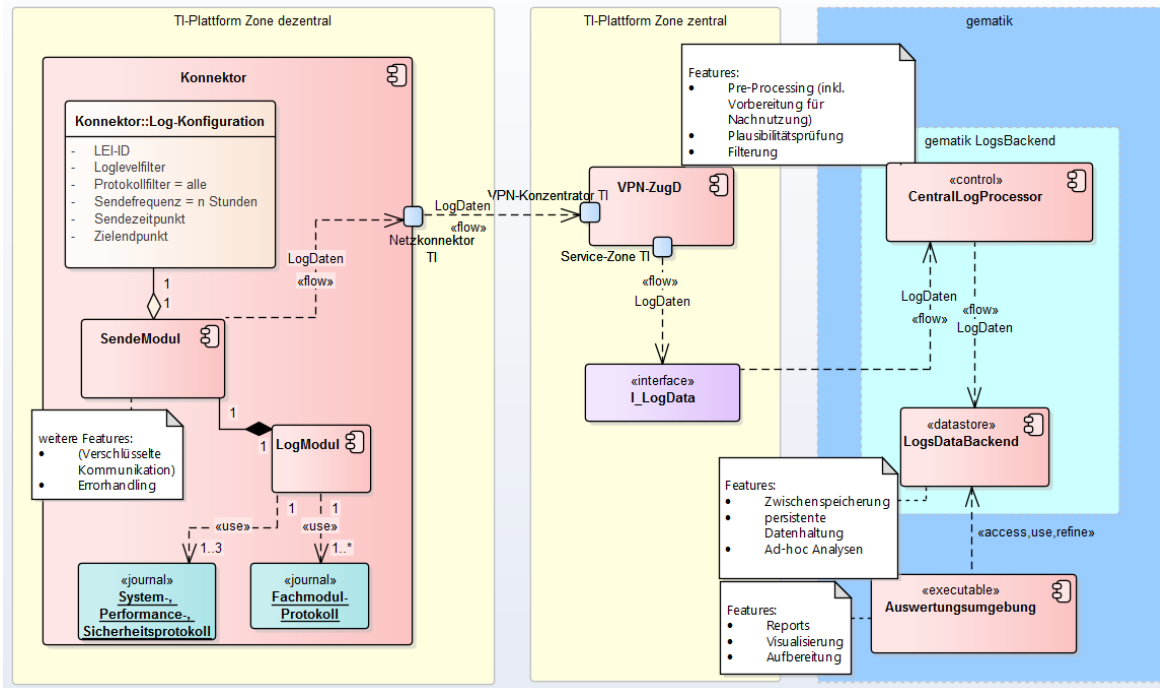 TI-Plattform Zone dezentral
Konnektor
Konnektor::Log-Konfiguration
- LEI-ID
- Loglevelfilter
- Protokollfilter = alle
- Sendefrequenz = n Stunden
- Sendezeitpunkt
- Zielendpunkt
1
1
SendeModul
LogDaten
«flow»
Netzkonnektor
TI
weitere Features:
• (Verschlüsselte
Kommunikation)
• Errorhandling
1
1
LogModul
1
1
«use»
«use»
1..3
1..*
«journal»
System-,
Performance-,
Sicherheitsprotokoll
«journal»
Fachmodul-
Protokoll
LogDaten
«flow»
TI-Plattform Zone zentral
VPN-Konzentrator TI
VPN-ZugD
Service-Zone TI
«flow»
LogDaten
«interface»
I_LogData
gematik
Features:
• Pre-Processing (inkl.
Vorbereitung für
Nachnutzung)
• Plausibilitätsprüfung
• Filterung
gematik LogsBackend
«control»
CentralLogProcessor
LogDaten
«flow»
«flow»
LogDaten
«datastore»
LogsDataBackend
Features:
• Zwischenspeicherung
• persistente
Datenhaltung
• Ad-hoc Analysen
«access,use,refine»
«executable»
Auswertungsumgebung
Features:
• Reports
• Visualisierung
• Aufbereitung